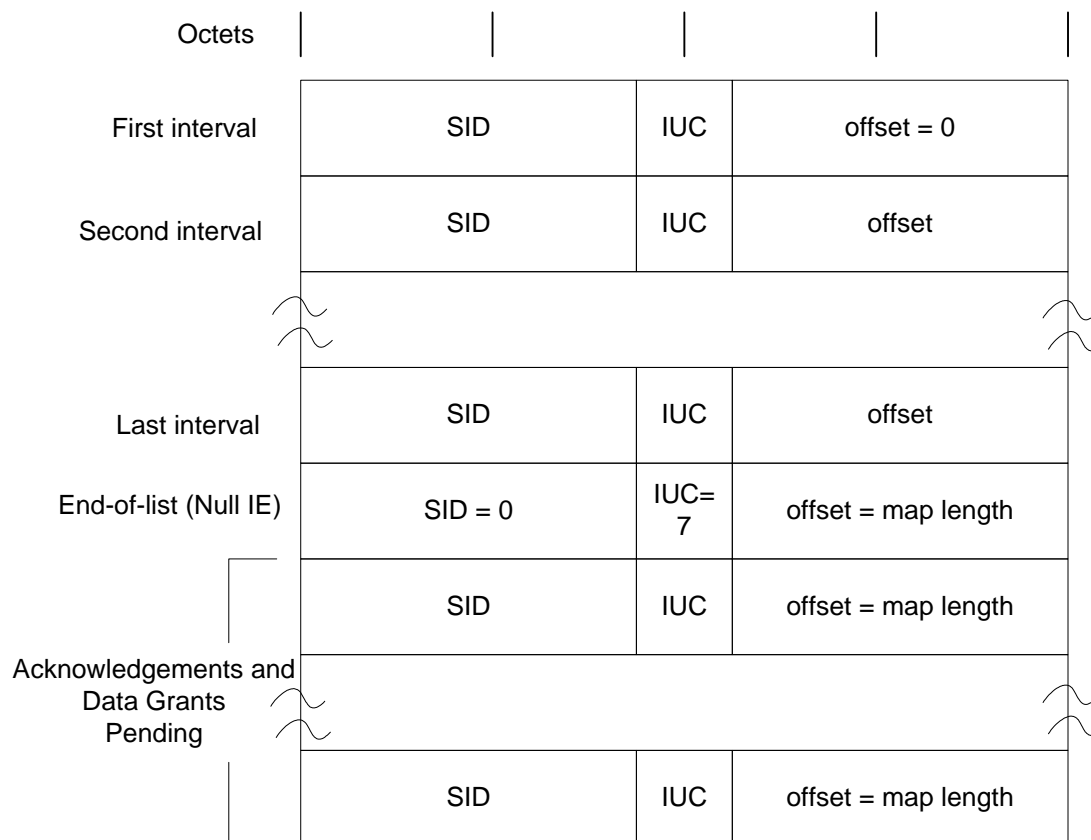 Octets
First interval
SID
IUC
offset = 0
Second interval
SID
IUC
offset
Last interval
SID
IUC
offset
End-of-list (Null IE)
SID = 0
IUC=
7
offset = map length
SID
IUC
offset = map length
Acknowledgements and
Data Grants
Pending
SID
IUC
offset = map length